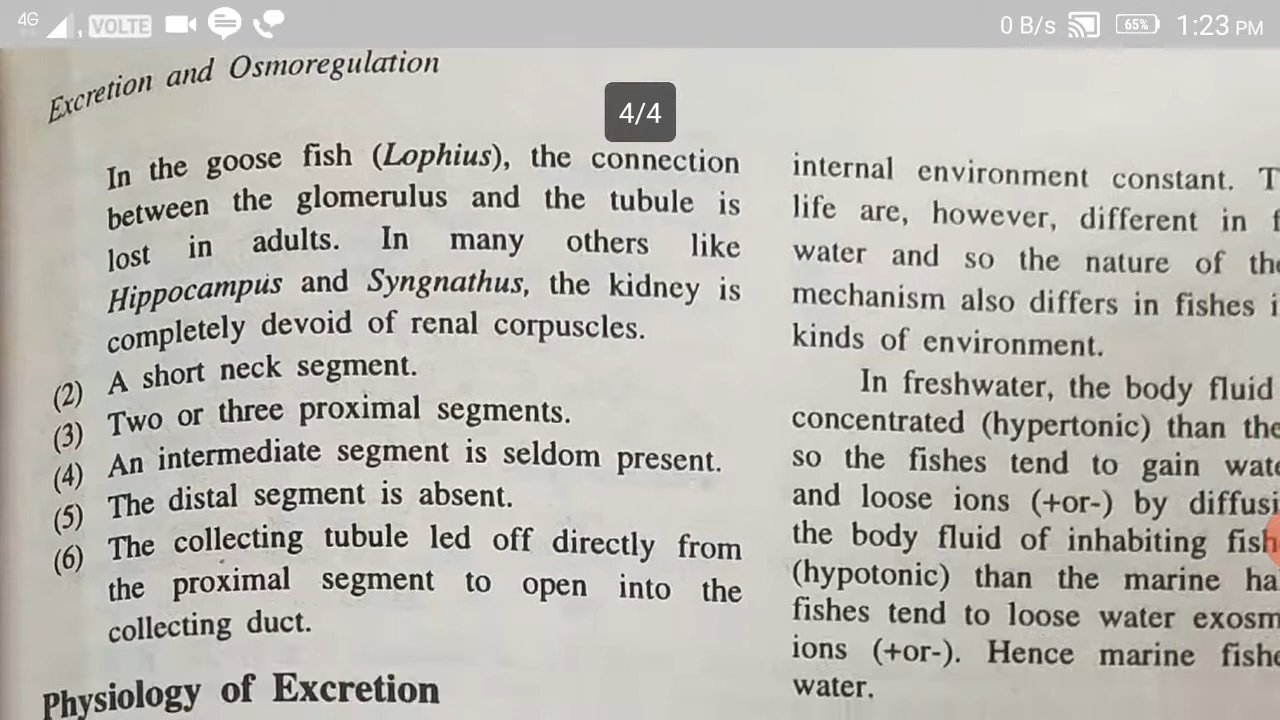 4G VOLTE 0 B/s 65% 1:23 PM
Excretion and Osmoregulation
4/4
In the goose fish (Lophius), the connection
between the glomerulus and the tubule is
lost in adults. In many others like
Hippocampus and Syngnathus, the kidney is
completely devoid of renal corpuscles.
(2) A short neck segment.
(3) Two or three proximal segments.
(4) An intermediate segment is seldom present.
(5) The distal segment is absent.
(6) The collecting tubule led off directly from
the proximal segment to open into the
collecting duct.
Physiology of Excretion
internal environment constant.
life are, however, different in
water and so the nature of
mechanism also differs in fishes
kinds of environment.
In freshwater, the body fluid
concentrated (hypertonic) than
so the fishes tend to gain
and loose ions (+or-) by
the body fluid of inhabiting
(hypotonic) than the marine
fishes tend to loose water
ions (+or-). Hence marine
water.